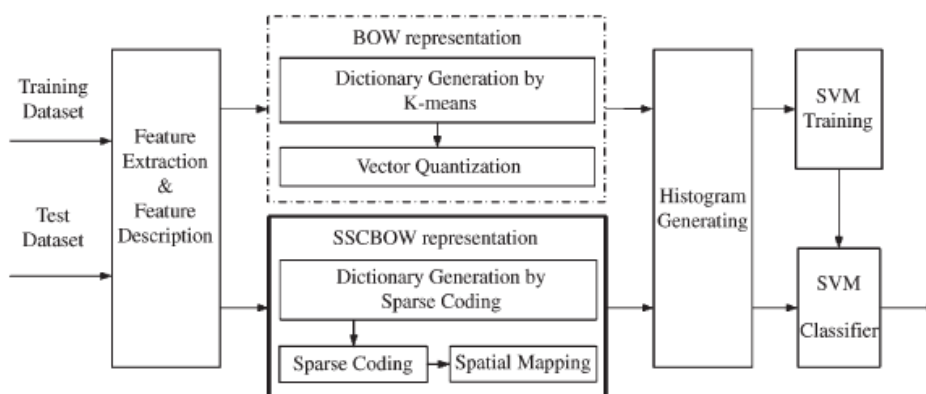 Training
Dataset
Test
Dataset
Feature
Extraction
&
Feature
Description
BOW representation
Dictionary Generation by
K-means
Vector Quantization
SSCBOW representation
Dictionary Generation by
Sparse Coding
Sparse Coding
Spatial Mapping
Histogram
Generating
SVM
Training
SVM
Classifier